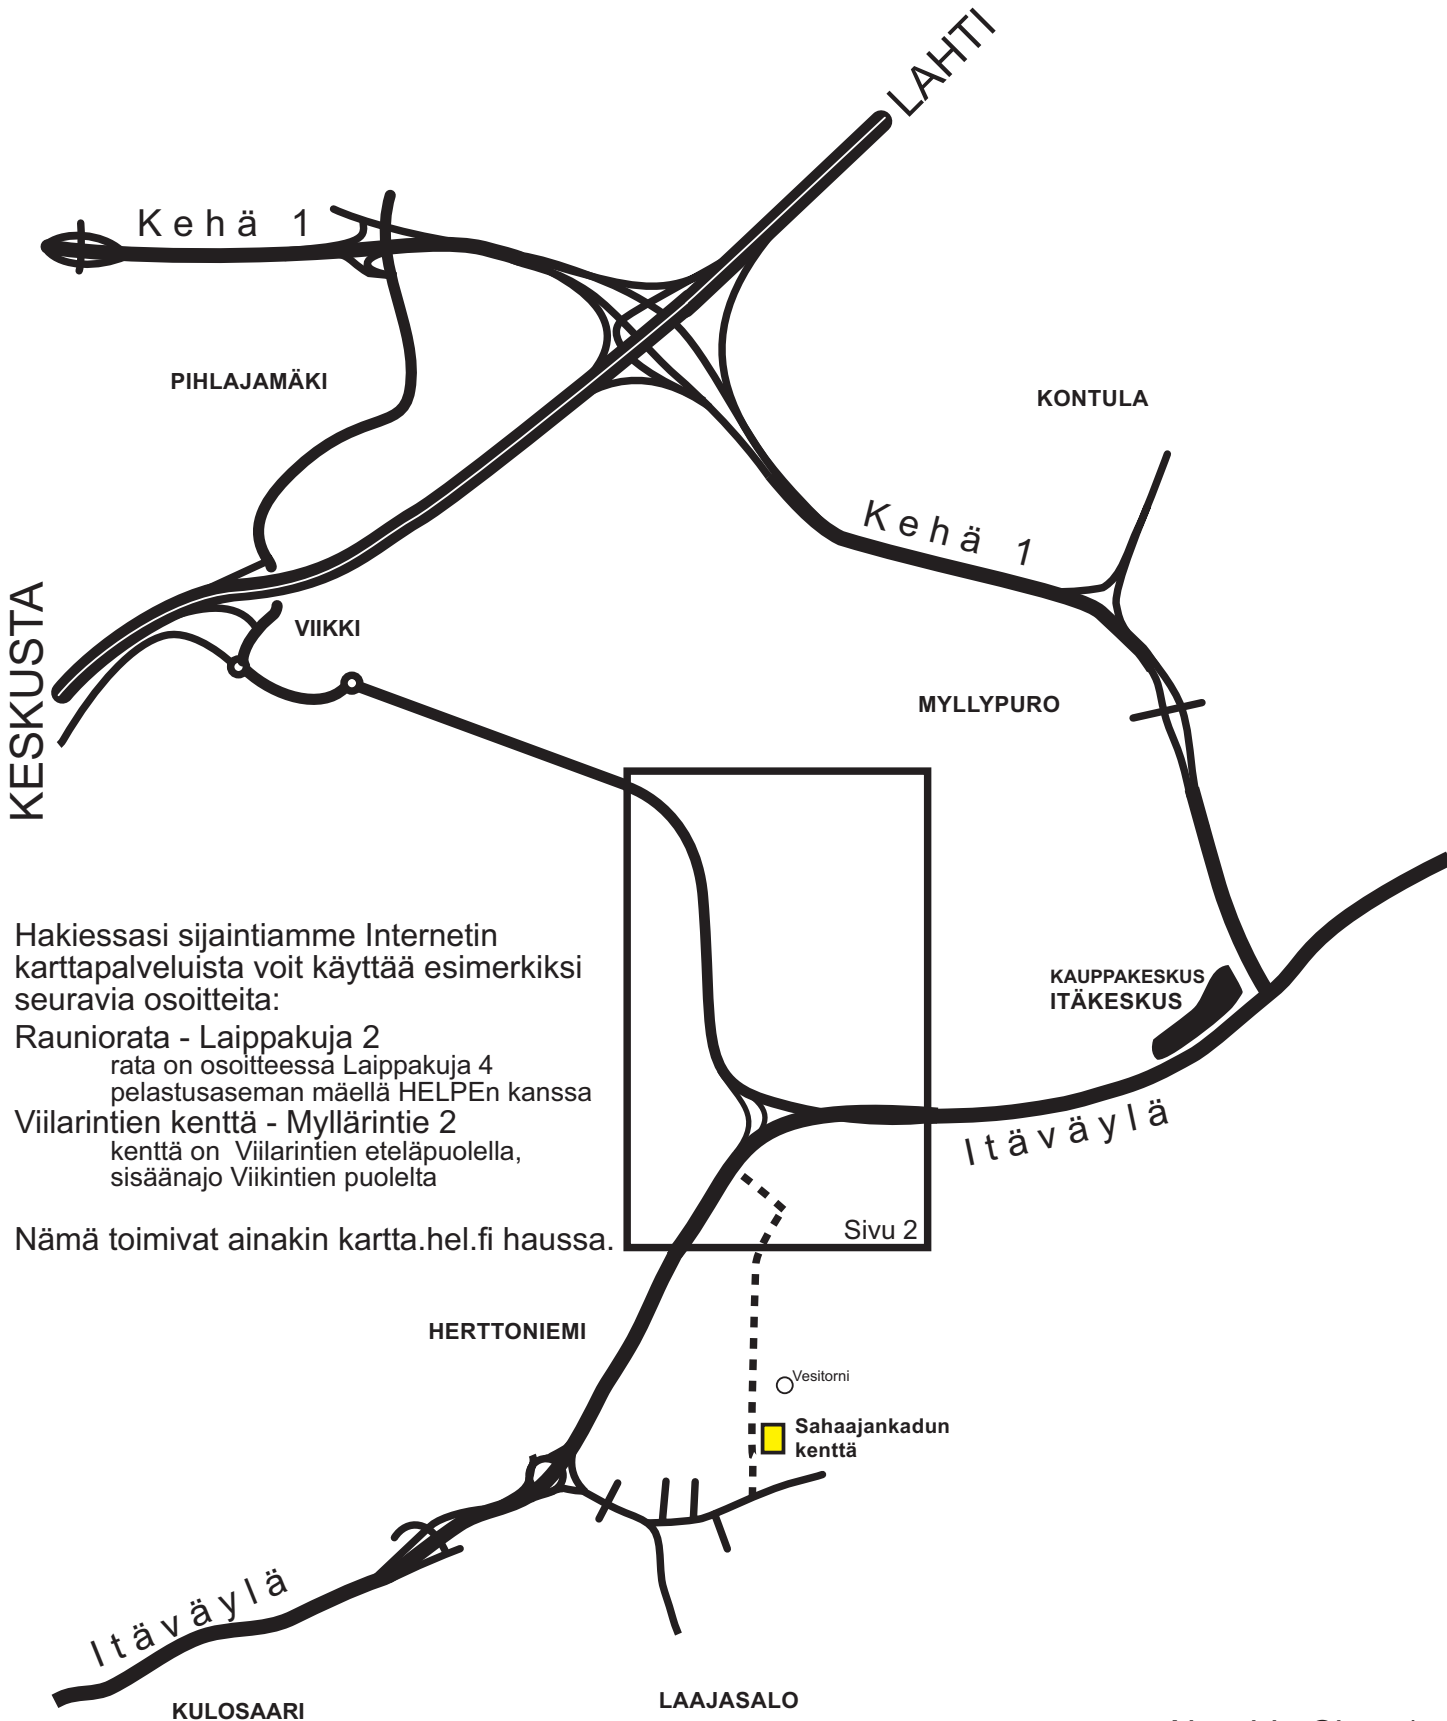 LAHTI
Kehä 1
PIHLAJAMÄKI
KONTULA
Kehä 1
KESKUSTA
VIIKKI
MYLLYPURO
Hakiessasi sijaintiamme Internetin
karttapalveluista voit käyttää esimerkiksi
seuravia osoitteita:
Rauniorata - Laippakuja 2
rata on osoitteessa Laippakuja 4
pelastusaseman mäellä HELPEn kanssa
Viilarintien kenttä - Myllärintie 2
kenttä on Viilarintien eteläpuolella,
sisäänajo Viikintien puolelta
Nämä toimivat ainakin kartta.hel.fi haussa.
KAUPPAKESKUS
ITÄKESKUS
Itäväylä
Sivu 2
HERTTONIEMI
Vesitorni
Sahaajankadun
kenttä
Itäväylä
KULOSAARI
LAAJASALO